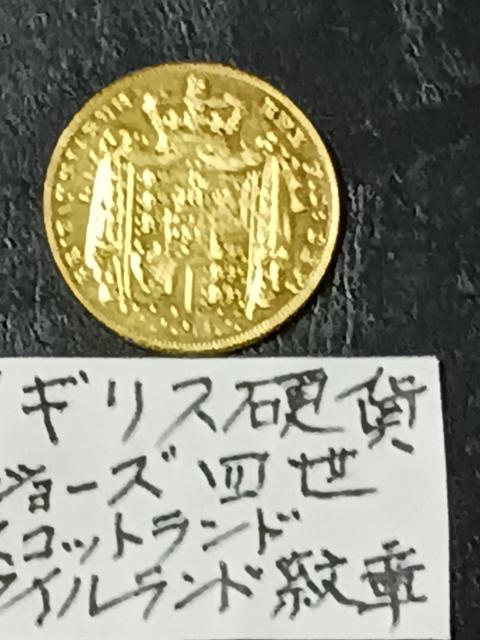 ギリス硬貨
ジョーズ四世
スコットランド
アイルランド紋章